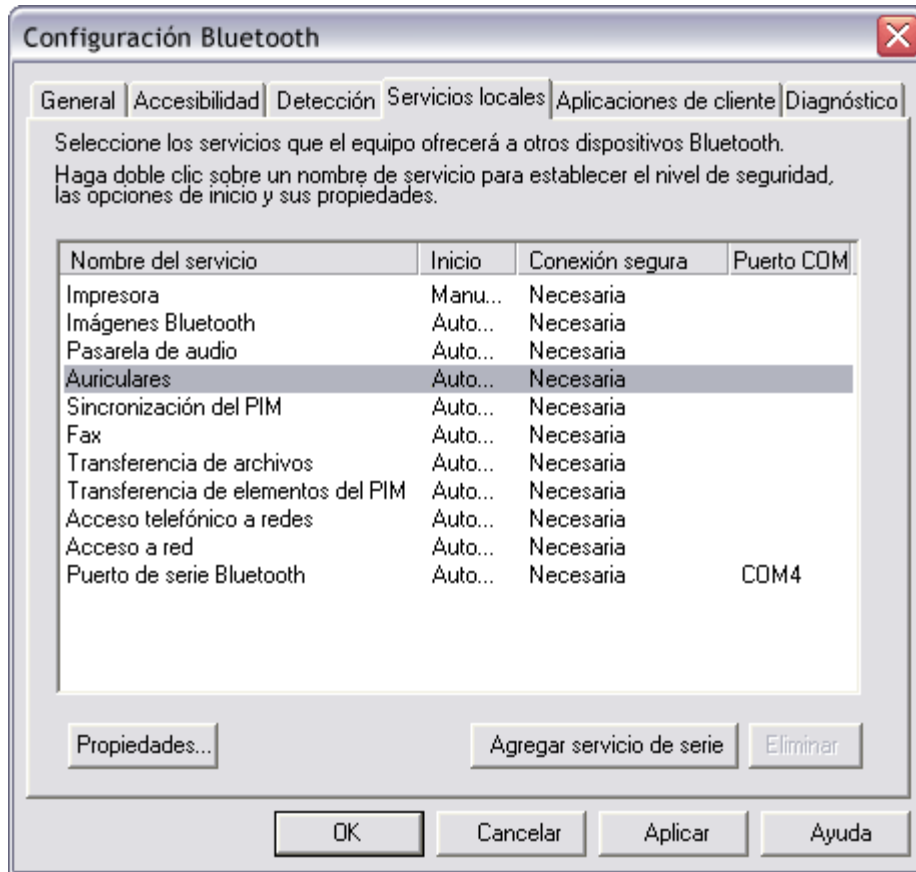 Configuración Bluetooth
General Accesibilidad Detección Servicios locales Aplicaciones de cliente Diagnóstico
Seleccione los servicios que el equipo ofrecerá a otros dispositivos Bluetooth.
Haga doble clic sobre un nombre de servicio para establecer el nivel de seguridad,
las opciones de inicio y sus propiedades.
Nombre del servicio Inicio Conexión segura Puerto COM
Impresora Manu... Necesaria
Imágenes Bluetooth Auto... Necesaria
Pasarela de audio Auto... Necesaria
Auriculares Auto... Necesaria
Sincronización del PIM Auto... Necesaria
Fax Auto... Necesaria
Transferencia de archivos Auto... Necesaria
Transferencia de elementos del PIM Auto... Necesaria
Acceso telefónico a redes Auto... Necesaria
Acceso a red Auto... Necesaria
Puerto de serie Bluetooth Auto... Necesaria COM4
Propiedades... Agregar servicio de serie Eliminar
OK Cancelar Aplicar Ayuda